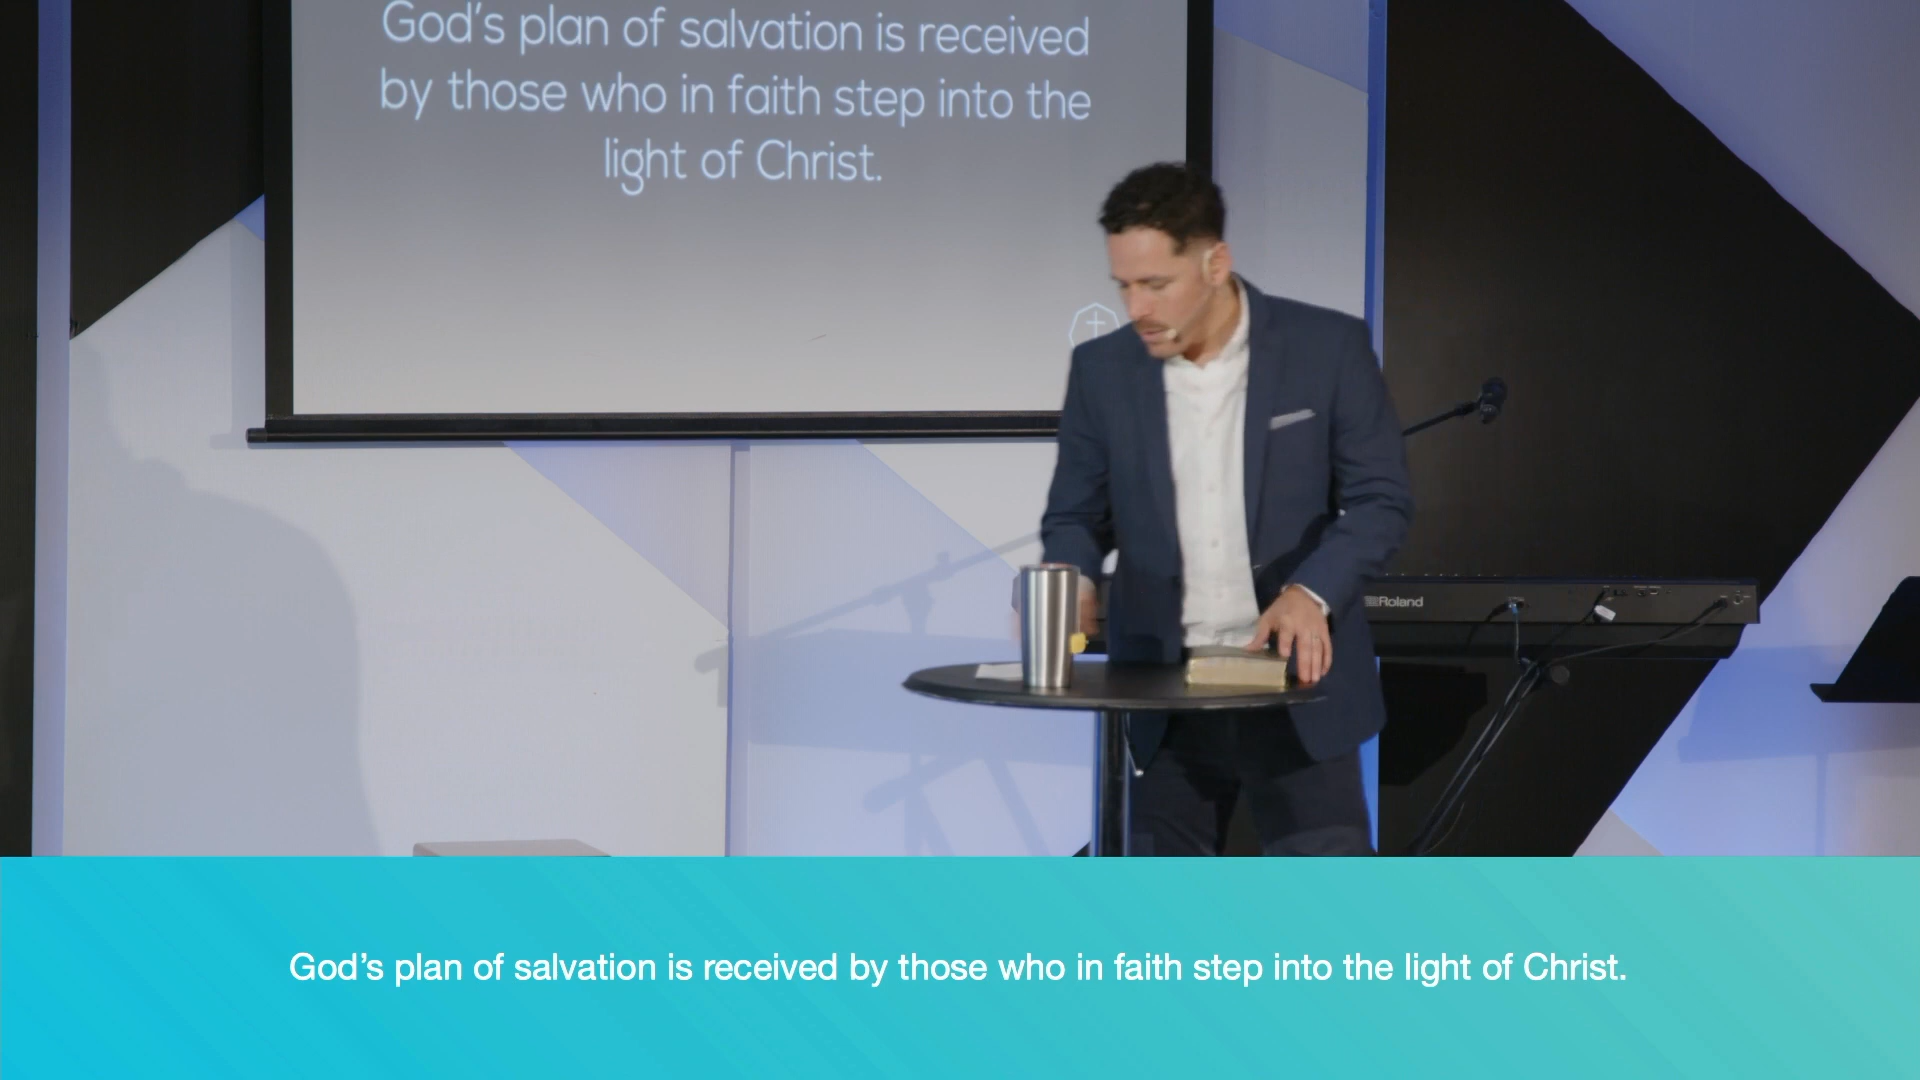 God's plan of salvation is received
by those who in faith step into the
light of Christ.
Roland
God's plan of salvation is received by those who in faith step into the light of Christ.